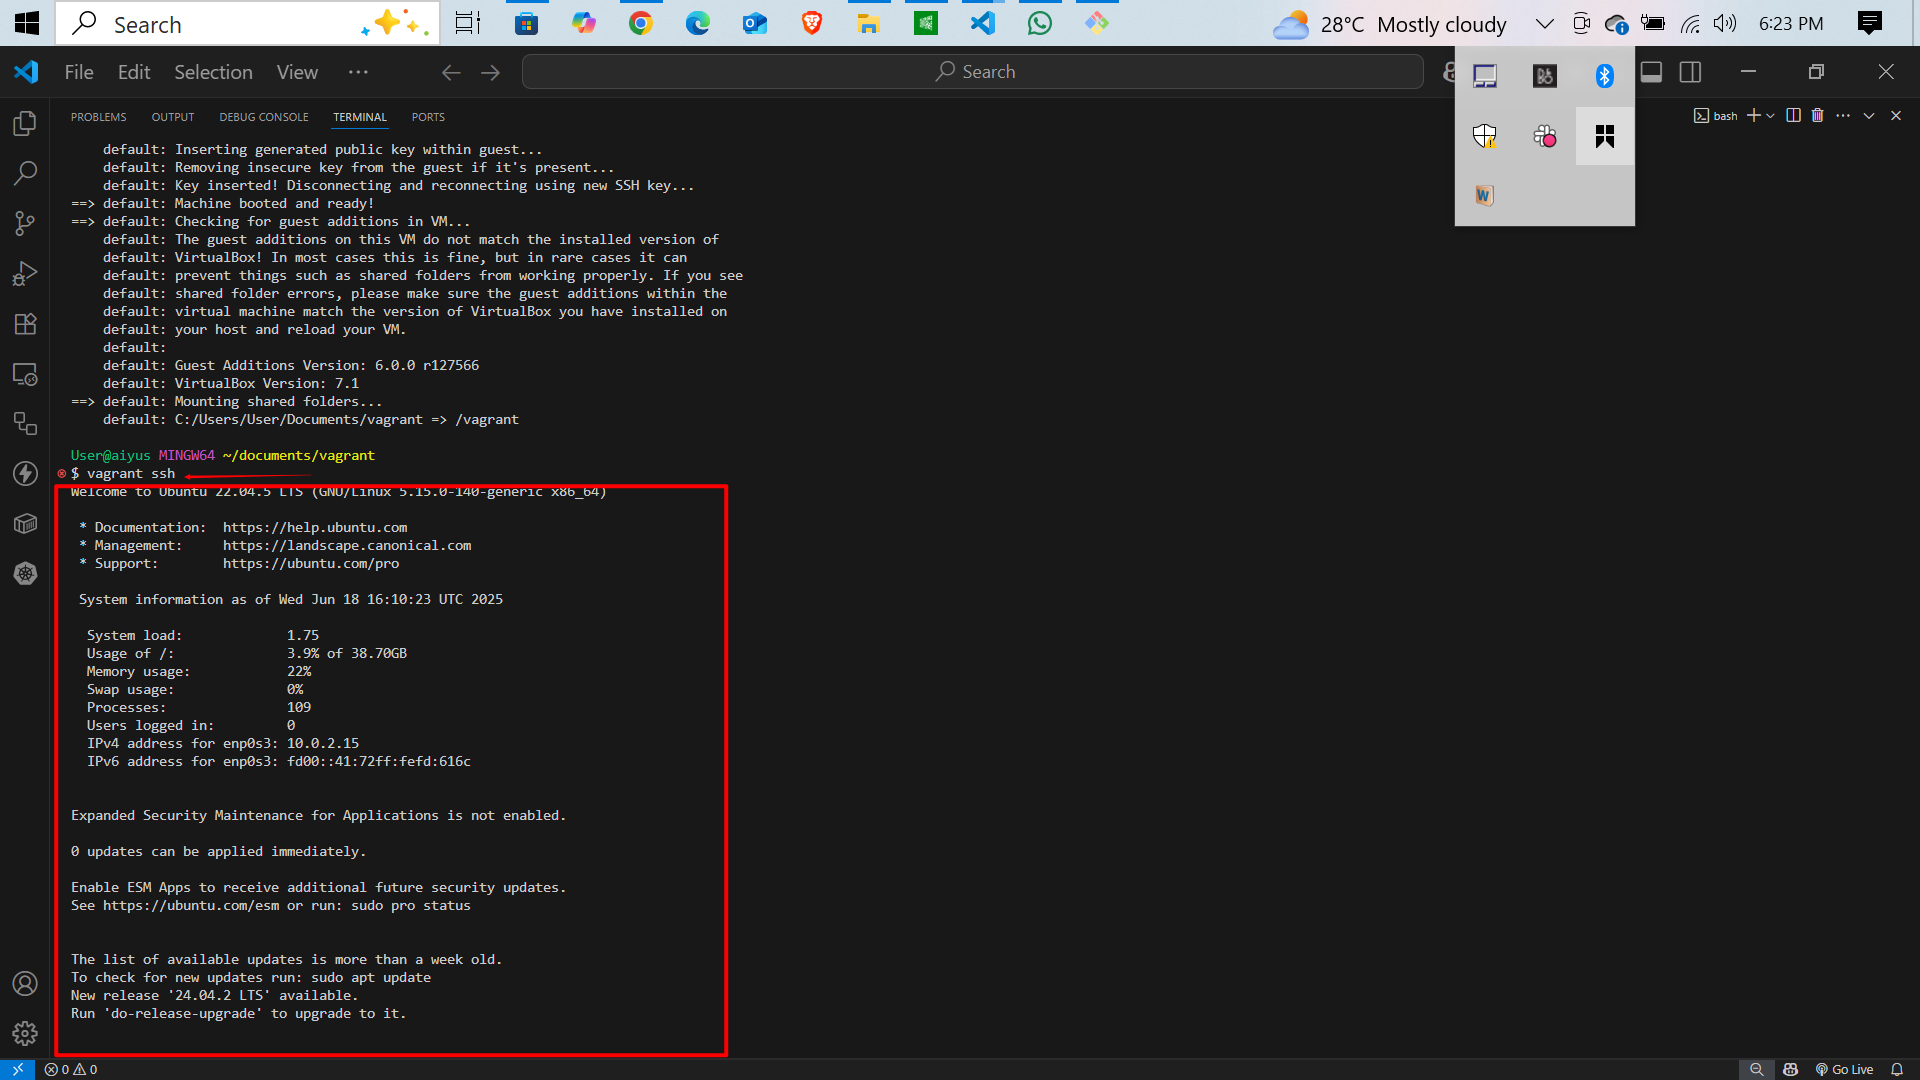 Search
28°C Mostly cloudy
6:23 PM
File Edit Selection View ···
Search
PROBLEMS OUTPUT DEBUG CONSOLE TERMINAL PORTS
bash
default: Inserting generated public key within guest...
default: Removing insecure key from the guest if it's present...
default: Key inserted! Disconnecting and reconnecting using new SSH key...
==> default: Machine booted and ready!
==> default: Checking for guest additions in VM...
default: The guest additions on this VM do not match the installed version of
default: VirtualBox! In most cases this is fine, but in rare cases it can
default: prevent things such as shared folders from working properly. If you see
default: shared folder errors, please make sure the guest additions within the
default: virtual machine match the version of VirtualBox you have installed on
default: your host and reload your VM.
default:
default: Guest Additions Version: 6.0.0 r127566
default: VirtualBox Version: 7.1
==> default: Mounting shared folders...
default: C:/Users/User/Documents/vagrant => /vagrant
User@aiyus MINGW64 ~/documents/vagrant
$ vagrant ssh
Welcome to Ubuntu 22.04.5 LTS (GNU/Linux 5.15.0-140-generic x86_64)
* Documentation: https://help.ubuntu.com
* Management: https://landscape.canonical.com
* Support: https://ubuntu.com/pro
System information as of Wed Jun 18 16:10:23 UTC 2025
System load: 1.75
Usage of /: 3.9% of 38.70GB
Memory usage: 22%
Swap usage: 0%
Processes: 109
Users logged in: 0
IPv4 address for enp0s3: 10.0.2.15
IPv6 address for enp0s3: fd00::41:72ff:fefd:616c
Expanded Security Maintenance for Applications is not enabled.
0 updates can be applied immediately.
Enable ESM Apps to receive additional future security updates.
See https://ubuntu.com/esm or run: sudo pro status
The list of available updates is more than a week old.
To check for new updates run: sudo apt update
New release '24.04.2 LTS' available.
Run 'do-release-upgrade' to upgrade to it.
0 0
Go Live